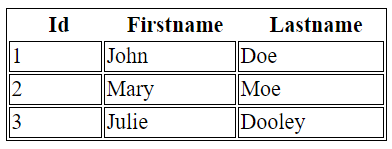 Id Firstname Lastname
1 John Doe
2 Mary Moe
3 Julie Dooley